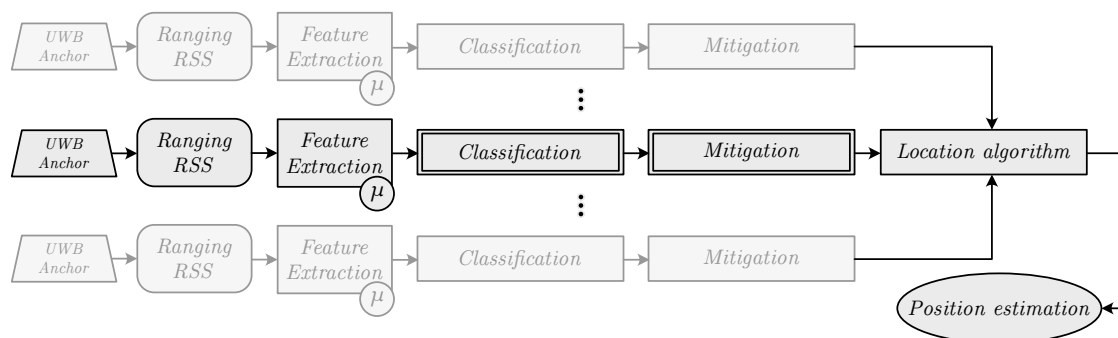 UWB
Anchor
Ranging
RSS
Feature
Extraction
μ
Classification
Mitigation
UWB
Anchor
Ranging
RSS
Feature
Extraction
μ
Classification
Mitigation
Location algorithm
UWB
Anchor
Ranging
RSS
Feature
Extraction
μ
Classification
Mitigation
Position estimation